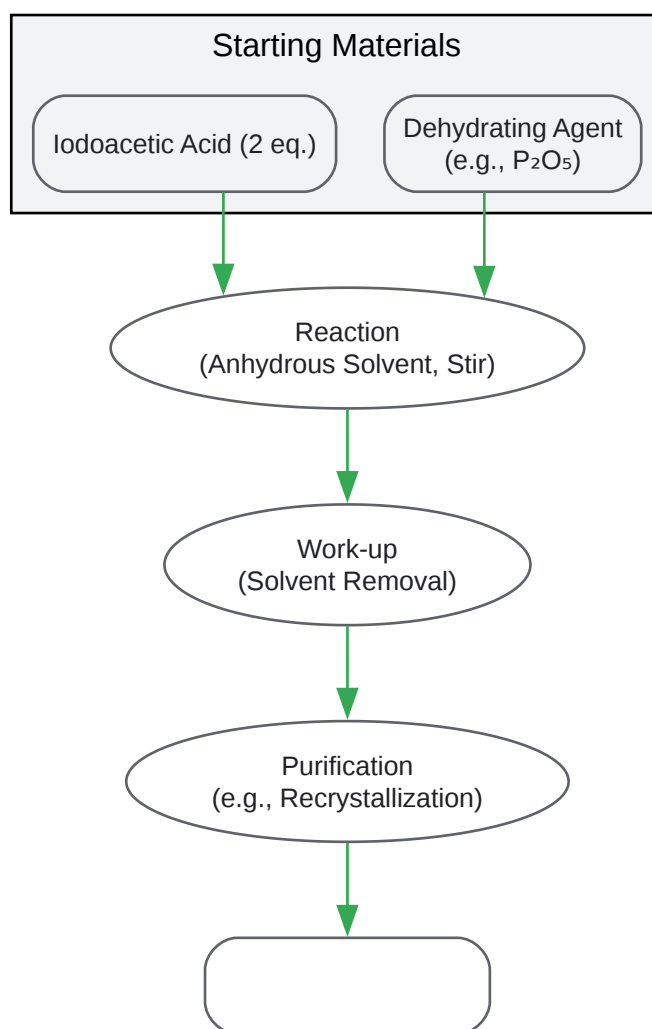 Starting Materials
Iodoacetic Acid (2 eq.)
Dehydrating Agent
(e.g., P₂O₅)
Reaction
(Anhydrous Solvent, Stir)
Work-up
(Solvent Removal)
Purification
(e.g., Recrystallization)